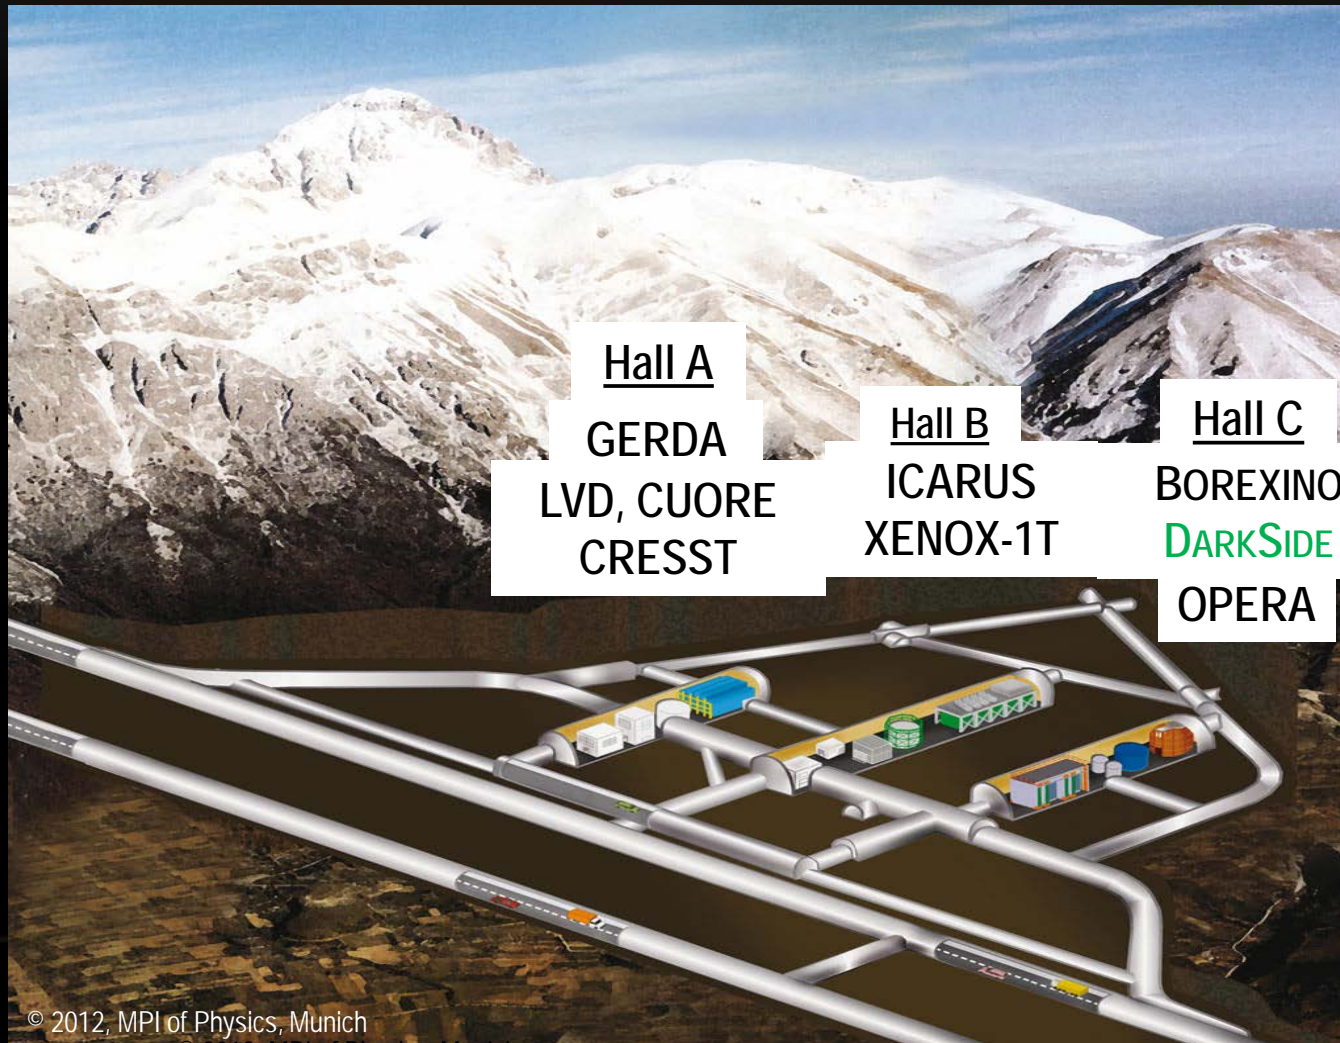 Hall A
GERDA
LVD, CUORE
CRESST
Hall B
ICARUS
XENOX-1T
Hall C
BOREXINO
DARKSIDE
OPERA
© 2012, MPI of Physics, Munich